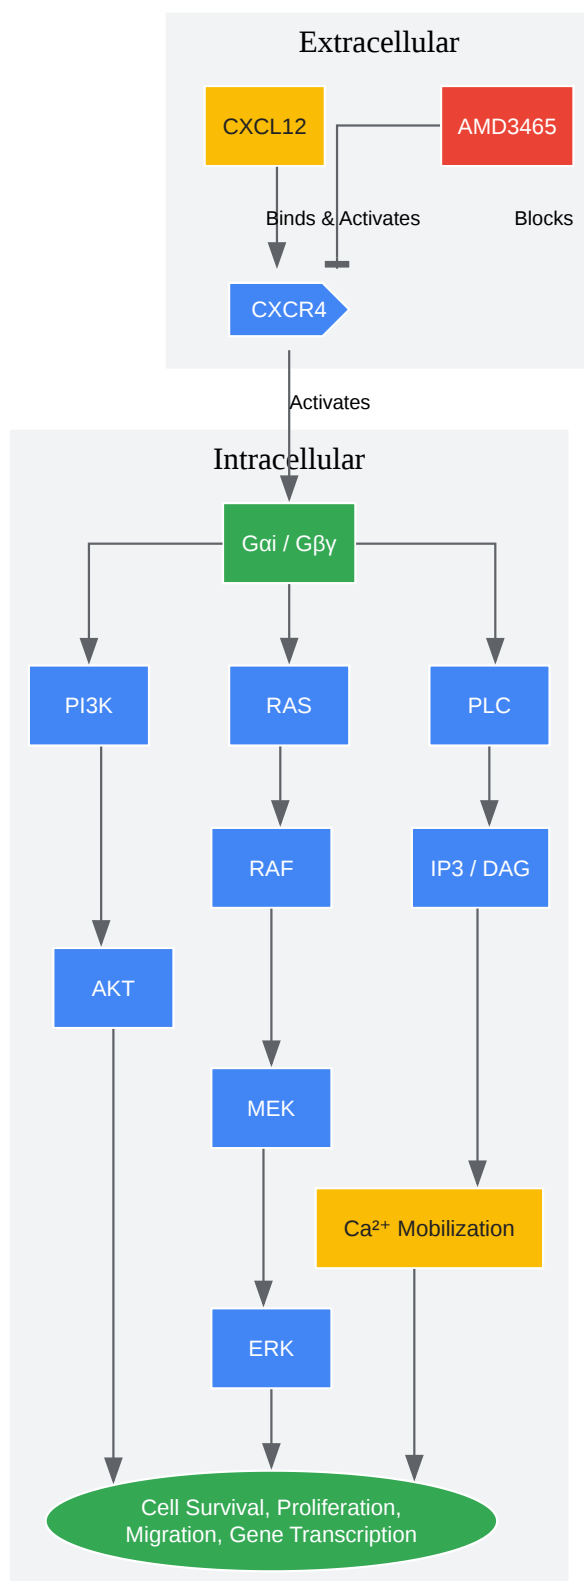 Extracellular
CXCL12
AMD3465
Binds & Activates
Blocks
CXCR4
Activates
Intracellular
Gαi / Gβγ
PI3K
RAS
PLC
RAF
IP3 / DAG
AKT
MEK
Ca²⁺ Mobilization
ERK
Cell Survival, Proliferation,
Migration, Gene Transcription